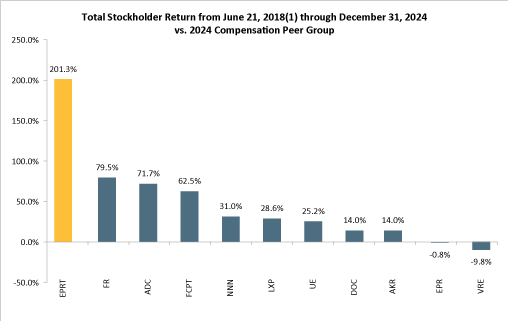 Total Stockholder Return from June 21, 2018(1) through December 31, 2024
vs. 2024 Compensation Peer Group
250.0%
200.0%
150.0%
100.0%
50.0%
0.0%
-50.0%
201.3%
79.5%
71.7%
62.5%
31.0%
28.6%
25.2%
14.0%
14.0%
-0.8%
-9.8%
EPRT
FR
ADC
FCPT
NNN
LXP
UE
DOC
AKR
EPR
VRE